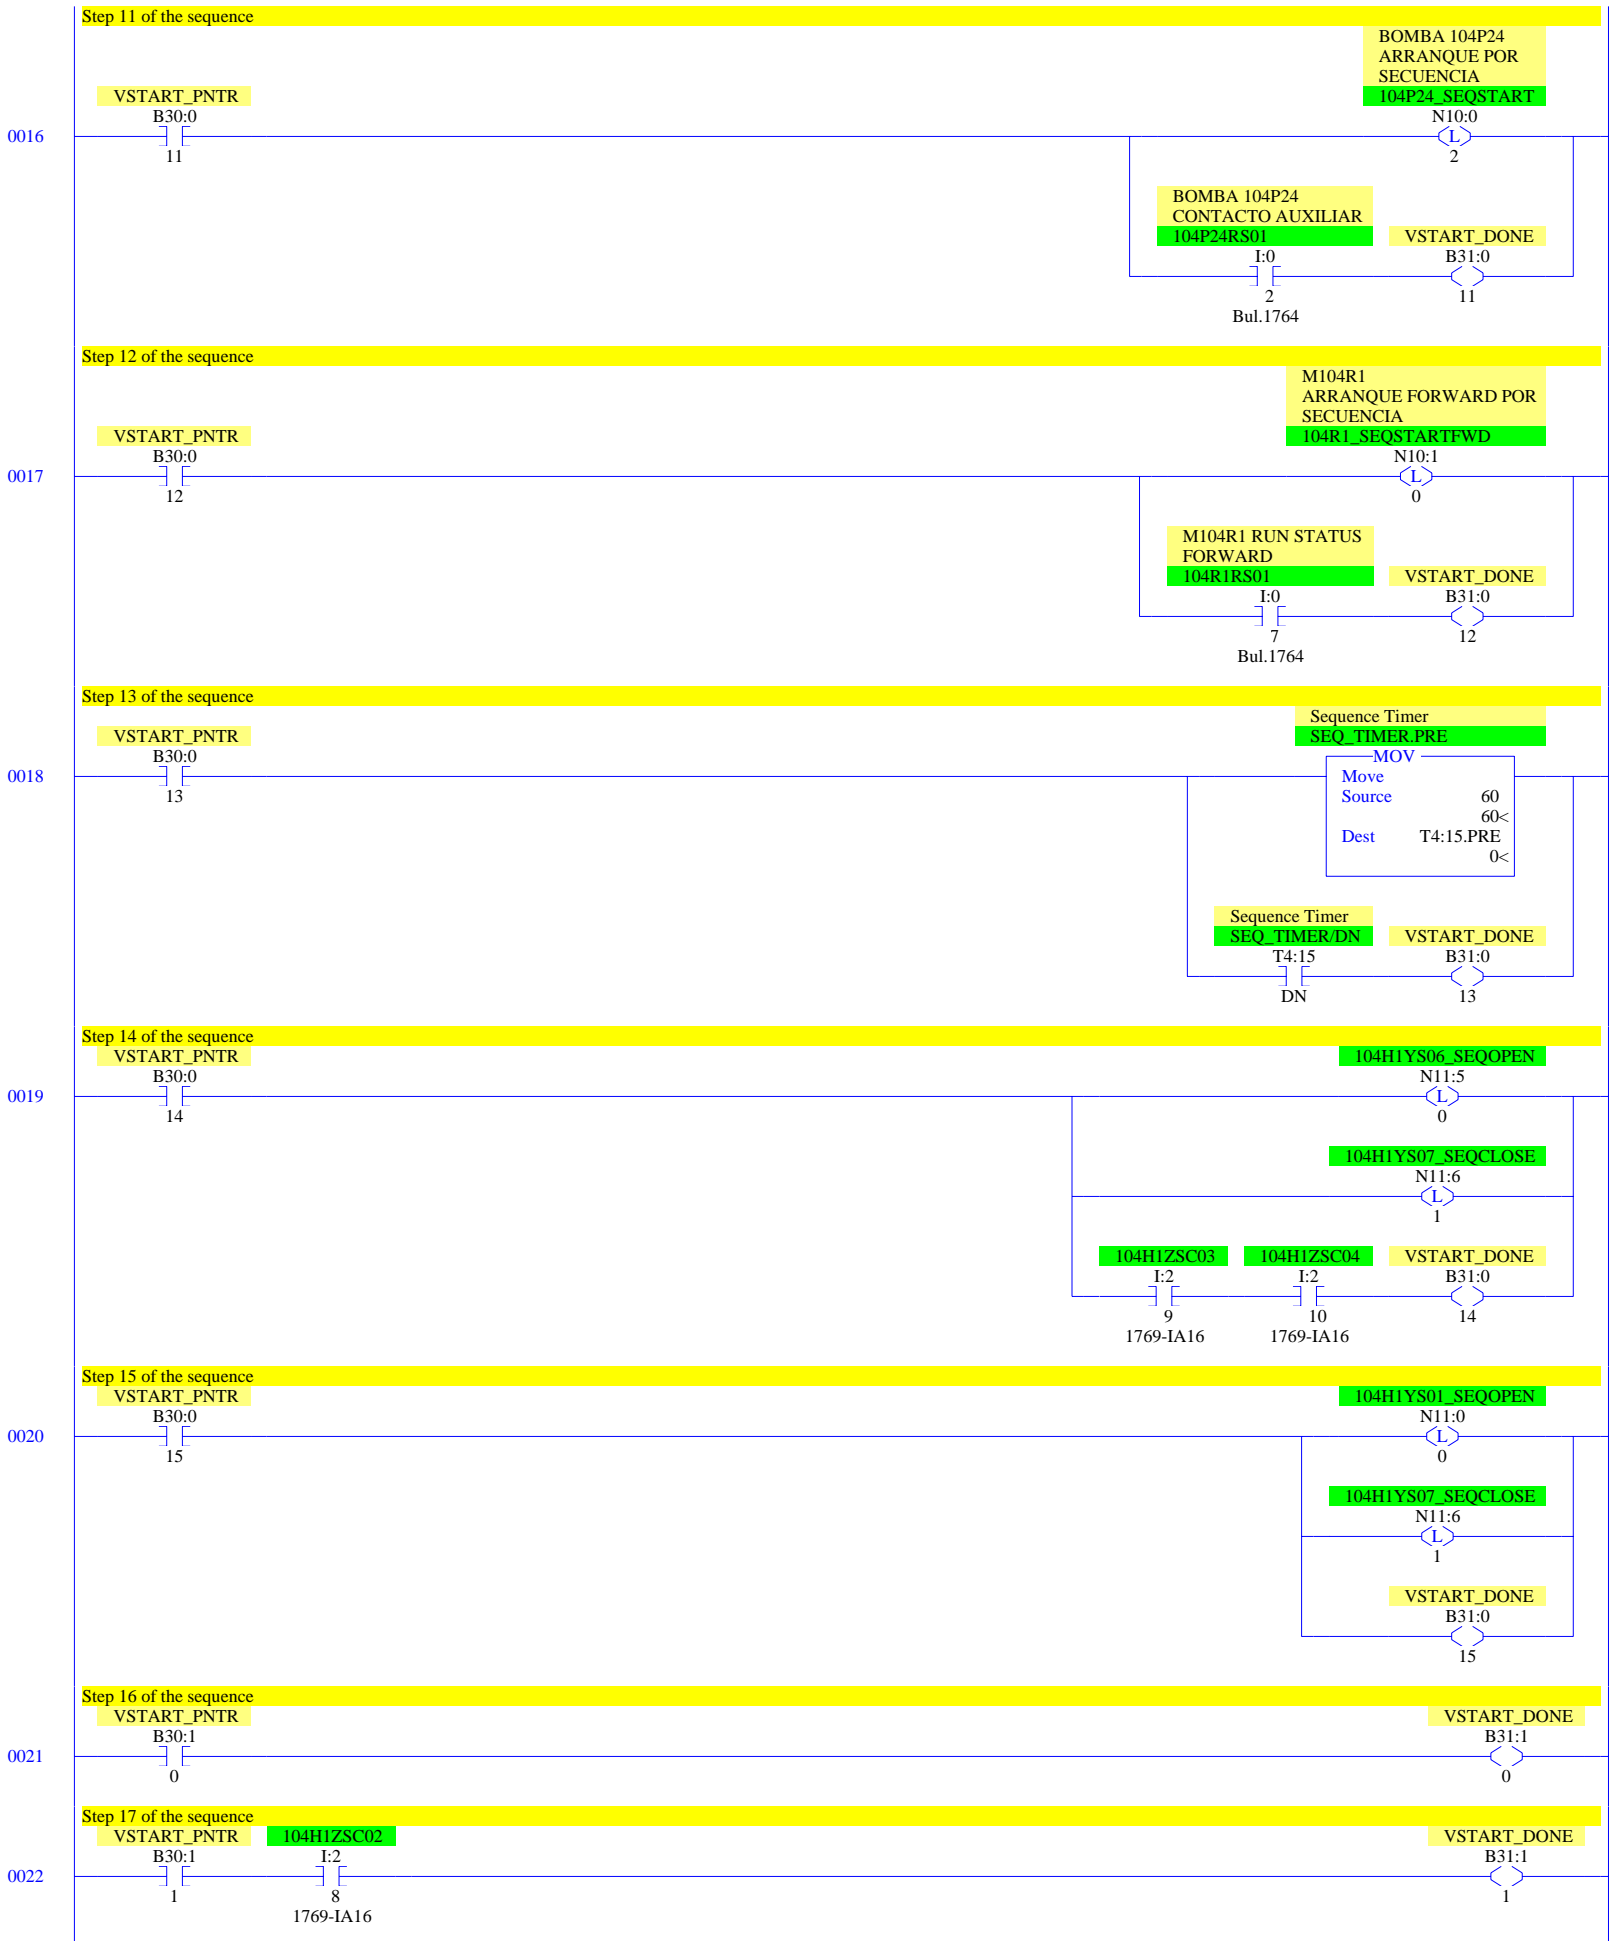 Step 11 of the sequence
BOMBA 104P24
ARRANQUE POR
SECUENCIA
VSTART_PNTR
104P24_SEQSTART
B30:0
N10:0
0016
L
11
2
BOMBA 104P24
CONTACTO AUXILIAR
104P24RS01
VSTART_DONE
I:0
B31:0
2
11
Bul.1764
Step 12 of the sequence
M104R1
ARRANQUE FORWARD POR
SECUENCIA
VSTART_PNTR
104R1_SEQSTARTFWD
B30:0
N10:1
0017
L
12
0
M104R1 RUN STATUS
FORWARD
104R1RS01
VSTART_DONE
I:0
B31:0
7
12
Bul.1764
Step 13 of the sequence
Sequence Timer
VSTART_PNTR
SEQ_TIMER.PRE
B30:0
MOV
0018
Move
13
Source 60
60<
Dest T4:15.PRE
0<
Sequence Timer
SEQ_TIMER/DN
VSTART_DONE
T4:15
B31:0
DN
13
Step 14 of the sequence
VSTART_PNTR
104H1YS06_SEQOPEN
B30:0
N11:5
0019
L
14
0
104H1YS07_SEQCLOSE
N11:6
L
1
104H1ZSC03
104H1ZSC04
VSTART_DONE
I:2
I:2
B31:0
9
10
14
1769-IA16
1769-IA16
Step 15 of the sequence
VSTART_PNTR
104H1YS01_SEQOPEN
B30:0
N11:0
0020
L
15
0
104H1YS07_SEQCLOSE
N11:6
L
1
VSTART_DONE
B31:0
15
Step 16 of the sequence
VSTART_PNTR
VSTART_DONE
B30:1
B31:1
0021
0
0
Step 17 of the sequence
VSTART_PNTR
104H1ZSC02
VSTART_DONE
B30:1
I:2
B31:1
0022
1
8
1
1769-IA16